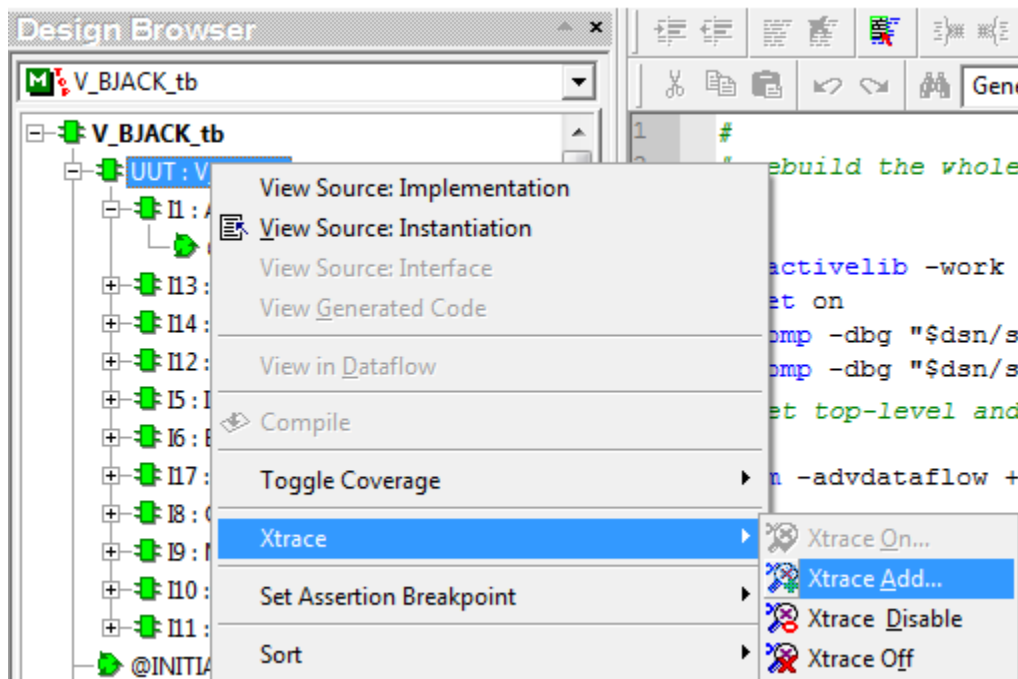 Design Browser
V_BJACK_tb
V_BJACK_tb
UUT : V_
I1 :
I13 :
I14 :
I12 :
I5 :
I6 :
I17 :
I8 :
I9 :
I10 :
I11 :
@INITIA
View Source: Implementation
View Source: Instantiation
View Source: Interface
View Generated Code
View in Dataflow
Compile
Toggle Coverage
Xtrace
Set Assertion Breakpoint
Sort
Xtrace On...
Xtrace Add...
Xtrace Disable
Xtrace Off
Gene
1 #
ebuild the whole
activelib -work
et on
omp -dbg "$dsn/s
omp -dbg "$dsn/s
et top-level and
-advdataflow +